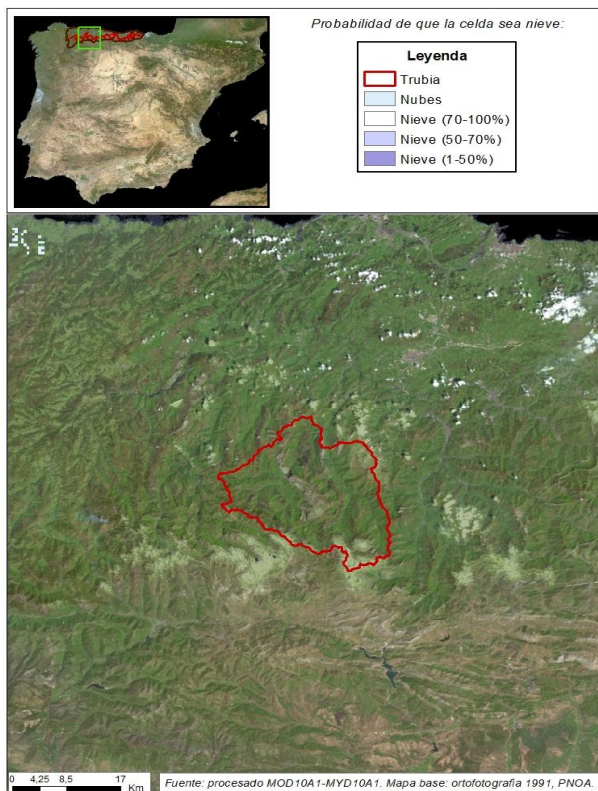 Probabilidad de que la celda sea nieve:
Leyenda
Trubia
Nubes
Nieve (70-100%)
Nieve (50-70%)
Nieve (1-50%)
0 4,25 8,5 17
Km
Fuente: procesado MOD10A1-MYD10A1. Mapa base: ortofotografia 1991, PNOA.